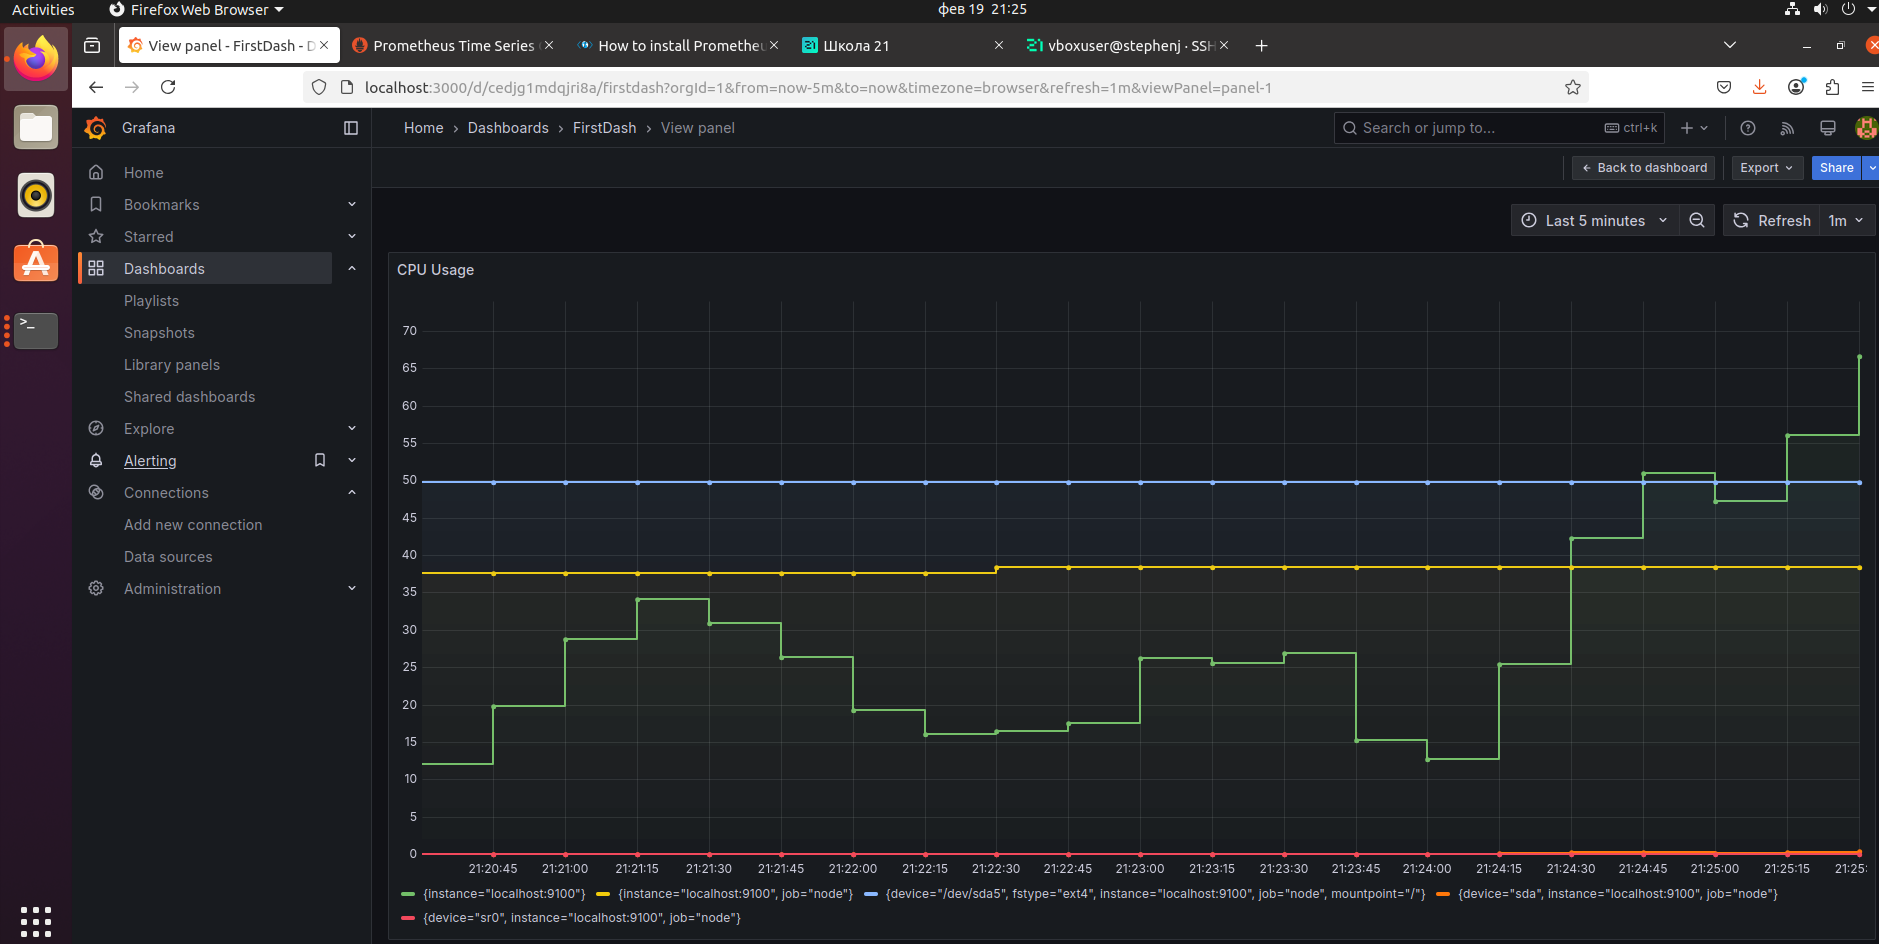 Activities Firefox Web Browser фев 19 21:25
View panel - FirstDash - D Prometheus Time Series How to install Prometheu Школа 21 vboxuser@stephenj · SSH
localhost:3000/d/cedjg1mdqjri8a/firstdash?orgId=1&from=now-5m&to=now&timezone=browser&refresh=1m&viewPanel=panel-1
Grafana Home › Dashboards › FirstDash › View panel Search or jump to... ctrl+k
← Back to dashboard Export Share
Last 5 minutes Refresh 1m
Home
Bookmarks
Starred
Dashboards
Playlists
Snapshots
Library panels
Shared dashboards
Explore
Alerting
Connections
Add new connection
Data sources
Administration
CPU Usage
70
65
60
55
50
45
40
35
30
25
20
15
10
5
0
21:20:45 21:21:00 21:21:15 21:21:30 21:21:45 21:22:00 21:22:15 21:22:30 21:22:45 21:23:00 21:23:15 21:23:30 21:23:45 21:24:00 21:24:15 21:24:30 21:24:45 21:25:00 21:25:15 21:25:
{instance="localhost:9100"} {instance="localhost:9100", job="node"} {device="/dev/sda5", fstype="ext4", instance="localhost:9100", job="node", mountpoint="/"} {device="sda", instance="localhost:9100", job="node"}
{device="sr0", instance="localhost:9100", job="node"}